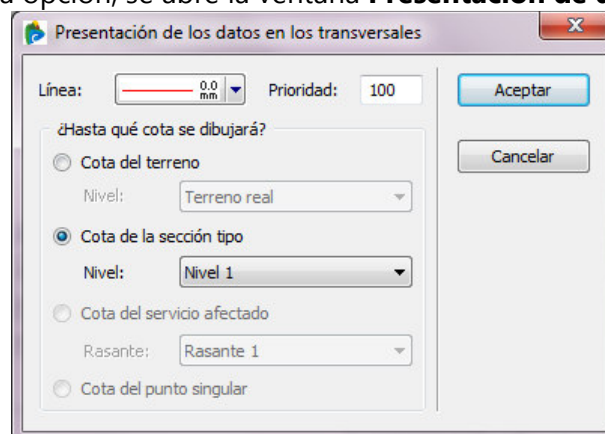 opción, se abre la ventana Presentación de
Presentación de los datos en los transversales
Línea: 0.0 mm Prioridad: 100 Aceptar
¿Hasta qué cota se dibujará?
Cota del terreno Cancelar
Nivel: Terreno real
Cota de la sección tipo
Nivel: Nivel 1
Cota del servicio afectado
Rasante: Rasante 1
Cota del punto singular